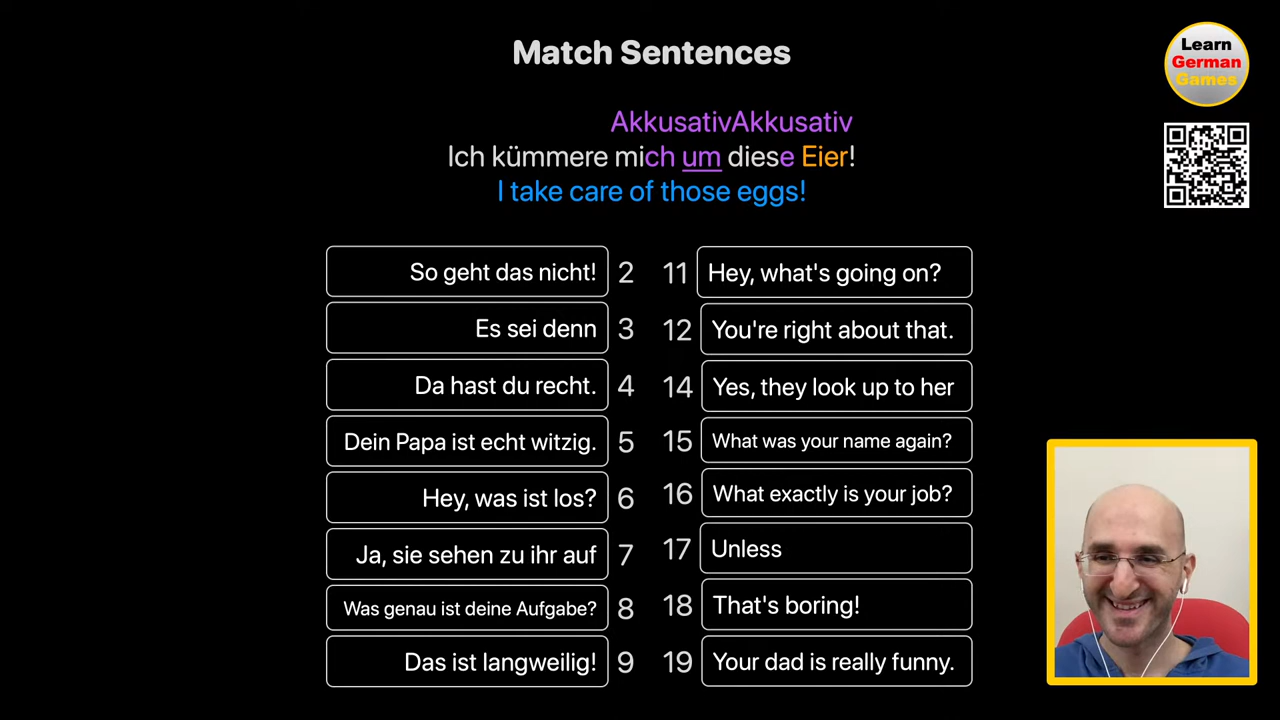 Match Sentences
Learn
German
Games
AkkusativAkkusativ
Ich kümmere mich um diese Eier!
I take care of those eggs!
So geht das nicht! 2 11 Hey, what's going on?
Es sei denn 3 12 You're right about that.
Da hast du recht. 4 14 Yes, they look up to her
Dein Papa ist echt witzig. 5 15 What was your name again?
Hey, was ist los? 6 16 What exactly is your job?
Ja, sie sehen zu ihr auf 7 17 Unless
Was genau ist deine Aufgabe? 8 18 That's boring!
Das ist langweilig! 9 19 Your dad is really funny.